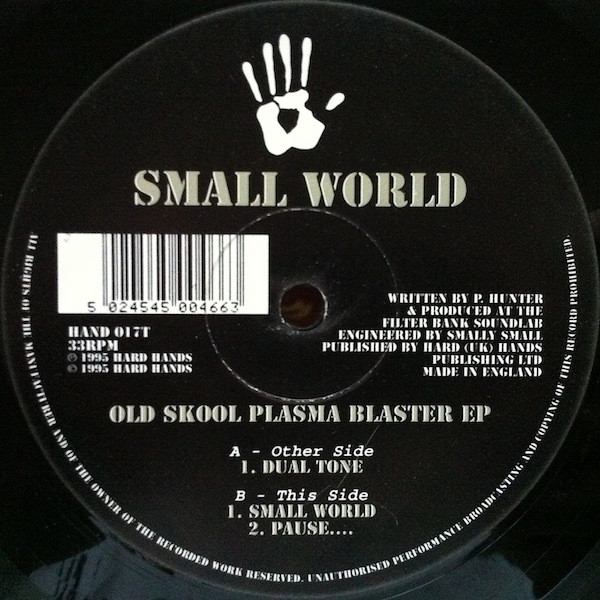 SMALL WORLD
5 024545 004663
HAND 017T
33RPM
℗ 1995 HARD HANDS
© 1995 HARD HANDS
WRITTEN BY P. HUNTER
& PRODUCED AT THE
FILTER BANK SOUNDLAB
ENGINEERED BY SMALLY SMALL
PUBLISHED BY HARD (UK) HANDS
PUBLISHING LTD
MADE IN ENGLAND
OLD SKOOL PLASMA BLASTER EP
A - Other Side
1. DUAL TONE
B - This Side
1. SMALL WORLD
2. PAUSE....
ALL RIGHTS OF THE MANUFACTURER AND OF THE OWNER OF THE RECORDED WORK RESERVED. UNAUTHORISED PERFORMANCE BROADCASTING AND COPYING OF THIS RECORD PROHIBITED.